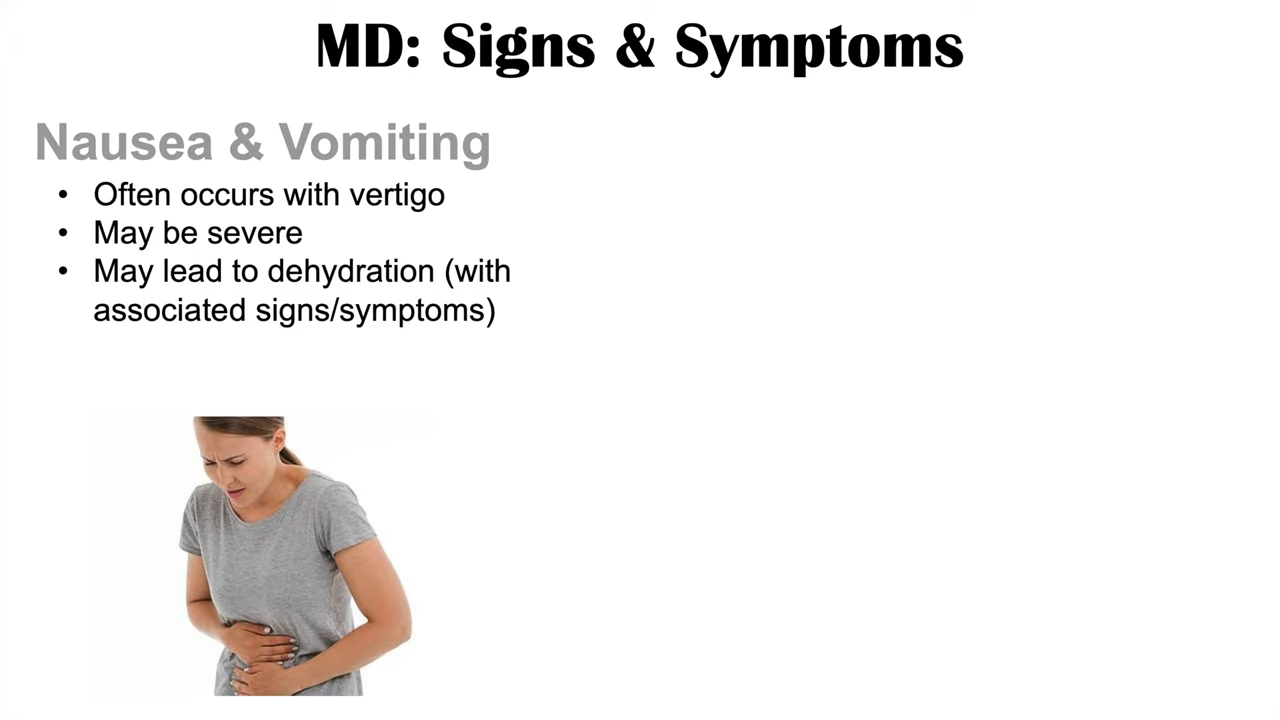 MD: Signs & Symptoms
Nausea & Vomiting
• Often occurs with vertigo
• May be severe
• May lead to dehydration (with
associated signs/symptoms)